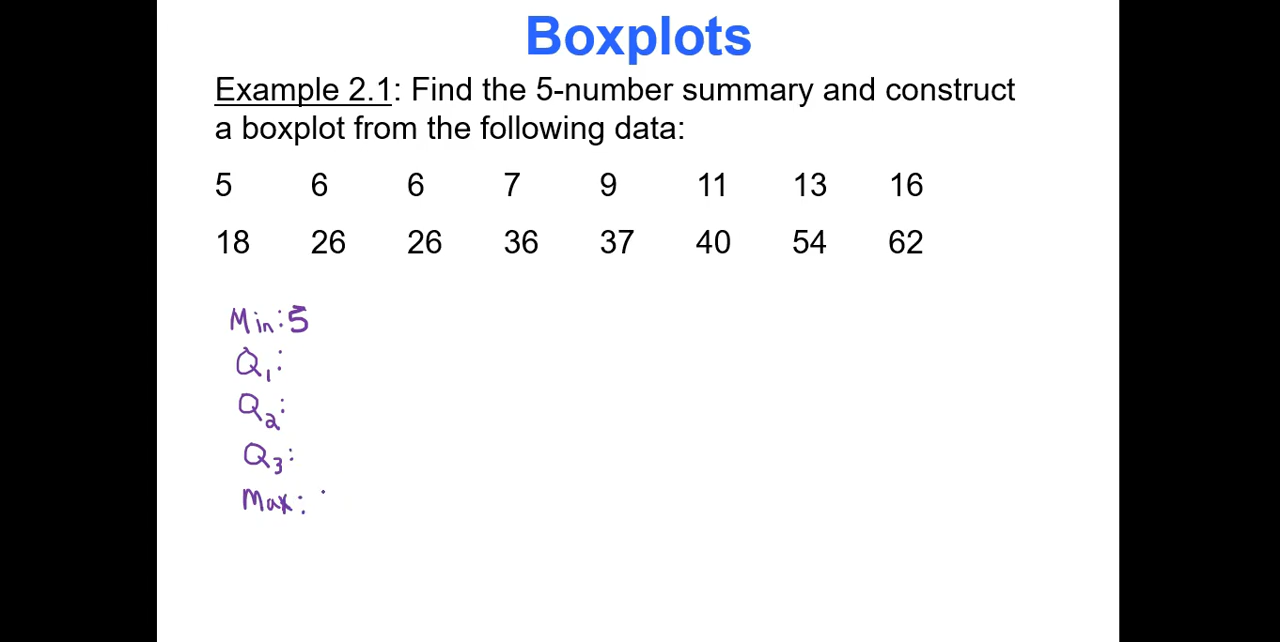 Boxplots
Example 2.1: Find the 5-number summary and construct
a boxplot from the following data:
5 6 6 7 9 11 13 16
18 26 26 36 37 40 54 62
Min: 5
Q1:
Q2:
Q3:
Max: